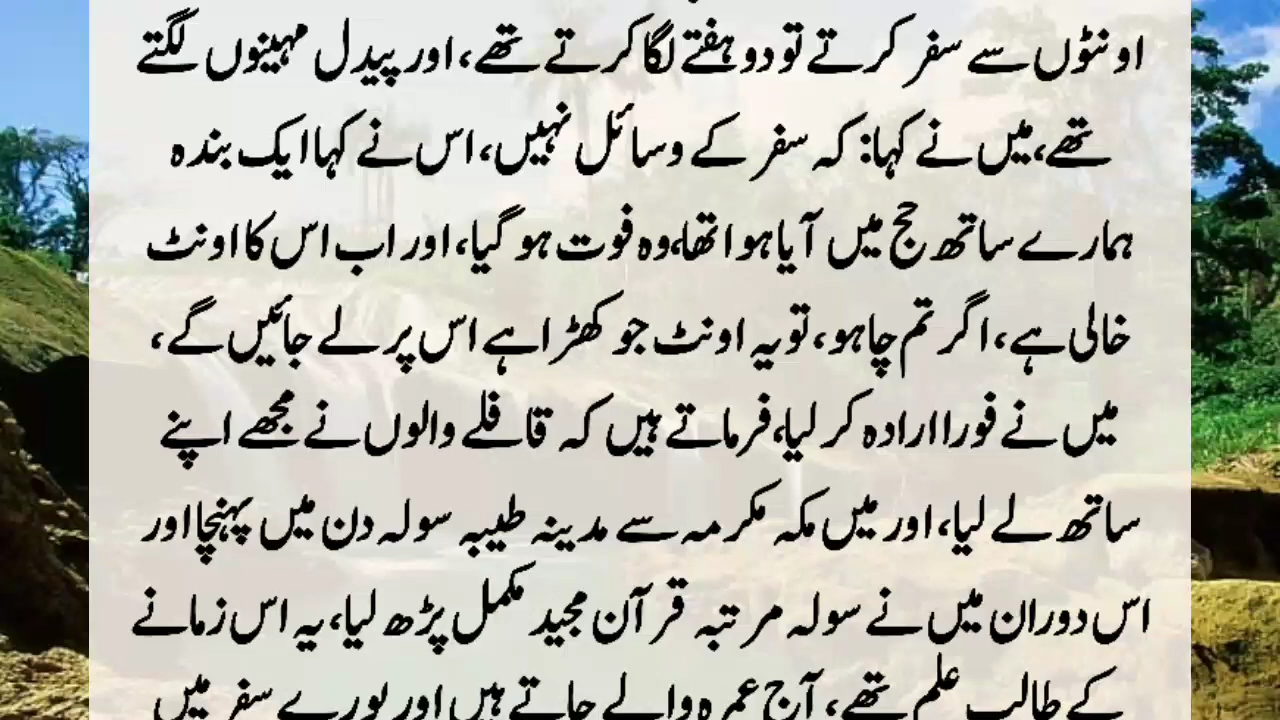 اونٹوں سے سفر کرتے تو دو ہفتے لگا کرتے تھے، اور پیدل مہینوں لگتے
تھے، میں نے کہا: کہ سفر کے وسائل نہیں، اس نے کہا ایک بندہ
ہمارے ساتھ حج میں آیا ہوا تھا، وہ فوت ہو گیا، اور اب اس کا اونٹ
خالی ہے، اگر تم چاہو، تو یہ اونٹ جو کھڑا ہے اس پر لے جائیں گے،
میں نے فورا ارادہ کر لیا، فرماتے ہیں کہ قافلے والوں نے مجھے اپنے
ساتھ لے لیا، اور میں مکہ مکرمہ سے مدینہ طیبہ سولہ دن میں پہنچا اور
اس دوران میں نے سولہ مرتبہ قرآن مجید مکمل پڑھ لیا، یہ اس زمانے
کے طالب علم تھے، آج عمرہ والے جاتے ہیں اور پورے سفر میں